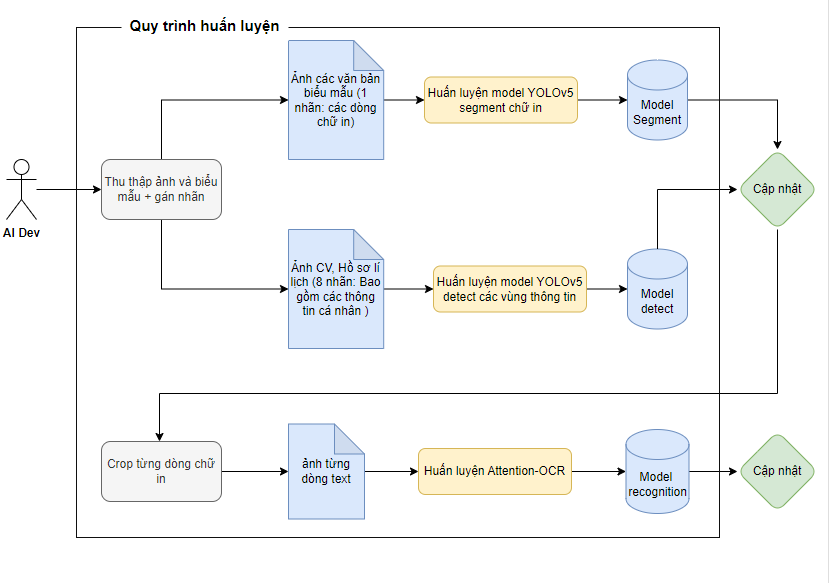 Quy trình huấn luyện
Ảnh các văn bản
biểu mẫu (1
nhãn: các dòng
chữ in)
Huấn luyện model YOLOv5
segment chữ in
Model
Segment
AI Dev
Thu thập ảnh và biểu
mẫu + gán nhãn
Cập nhật
Ảnh CV, Hồ sơ lí
lịch (8 nhãn: Bao
gồm các thông
tin cá nhân )
Huấn luyện model YOLOv5
detect các vùng thông tin
Model
detect
Crop từng dòng chữ
in
ảnh từng
dòng text
Huấn luyện Attention-OCR
Model
recognition
Cập nhật